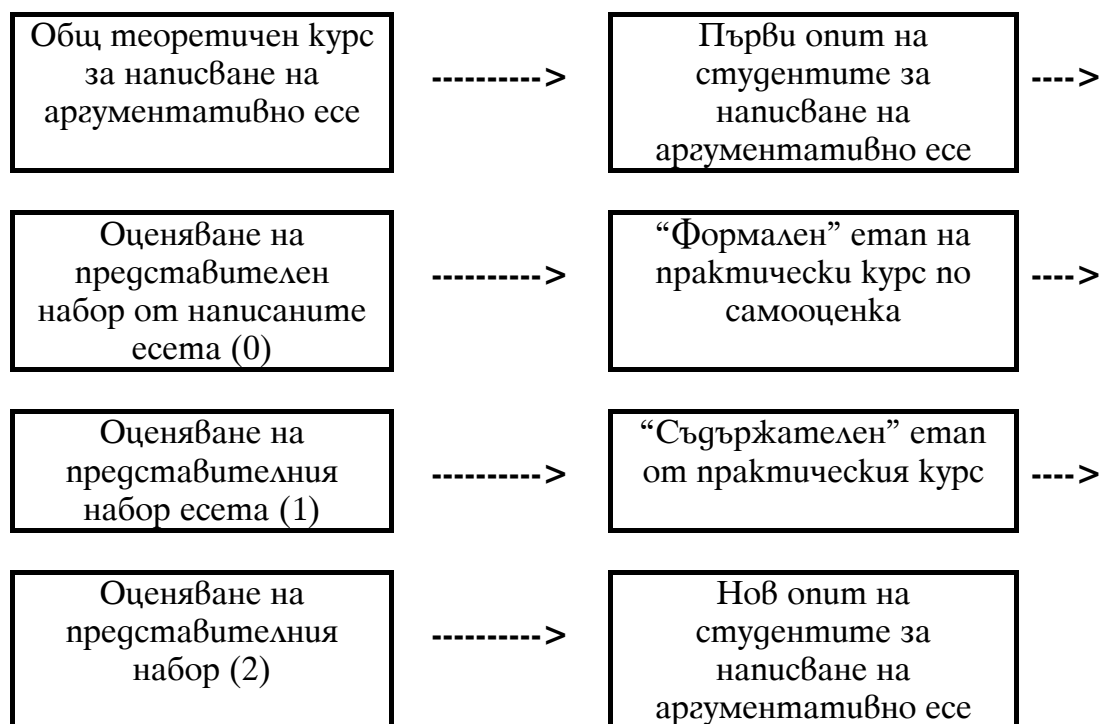 Общ теоретичен курс
за написване на
аргументативно есе
---------->
Първи опит на
студентите за
написване на
аргументативно есе
---->
Оценяване на
представителен
набор от написаните
есета (0)
---------->
“Формален” етап на
практически курс по
самооценка
---->
Оценяване на
представителния
набор есета (1)
---------->
“Съдържателен” етап
от практическия курс
---->
Оценяване на
представителния
набор (2)
---------->
Нов опит на
студентите за
написване на
аргументативно есе